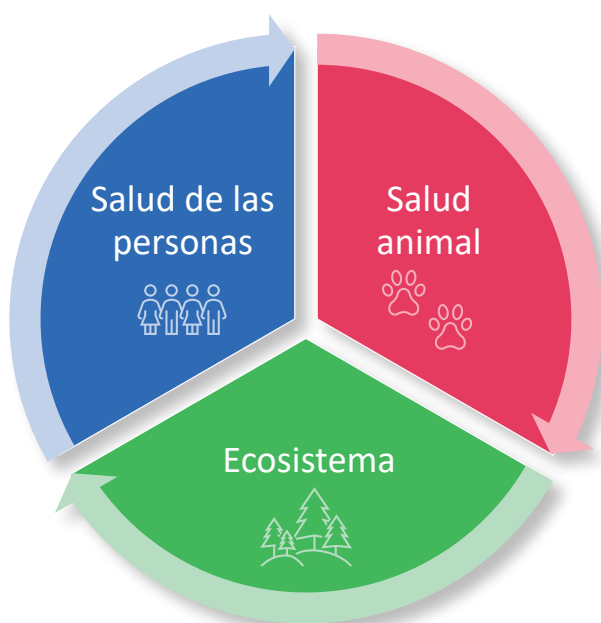 Salud de las
personas
Salud
animal
Ecosistema